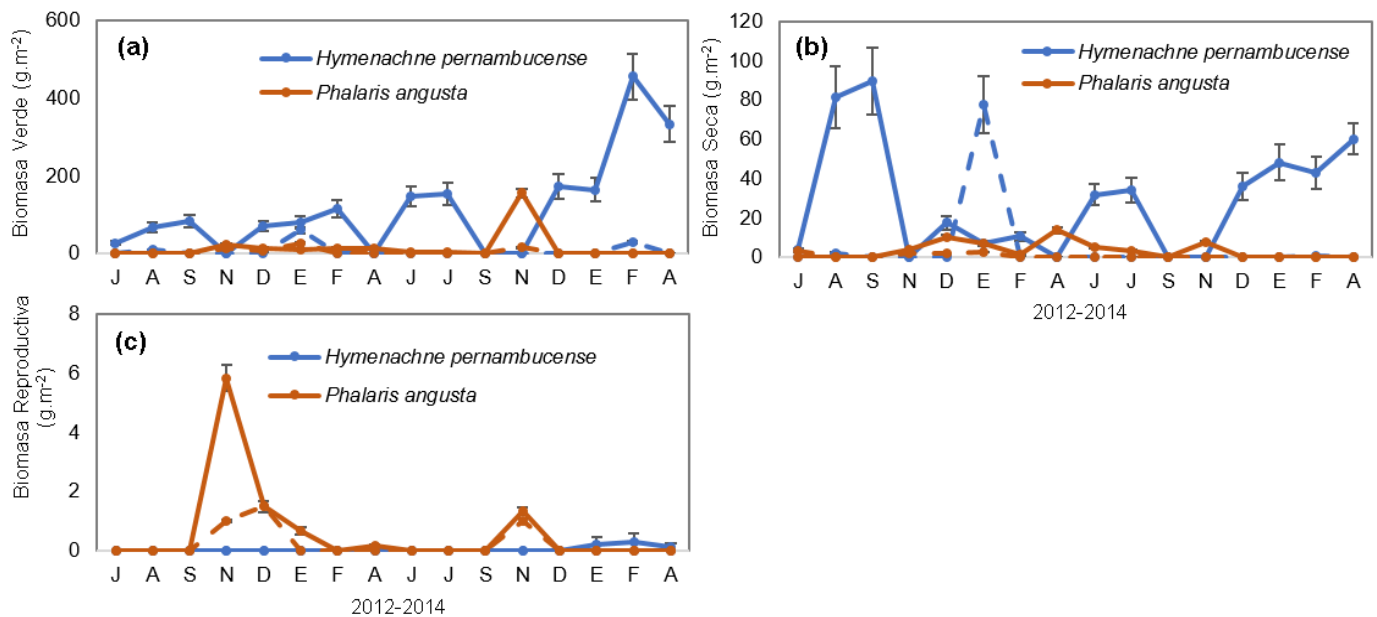 (a)
Hymenachne pernambucense
Phalaris angusta
Biomasa Verde (g.m-2)
600
400
200
0
J A S N D E F A J J S N D E F A
(b)
Hymenachne pernambucense
Phalaris angusta
Biomasa Seca (g.m-2)
120
100
80
60
40
20
0
J A S N D E F A J J S N D E F A
2012-2014
(c)
Hymenachne pernambucense
Phalaris angusta
Biomasa Reproductiva
(g.m-2)
8
6
4
2
0
J A S N D E F A J J S N D E F A
2012-2014